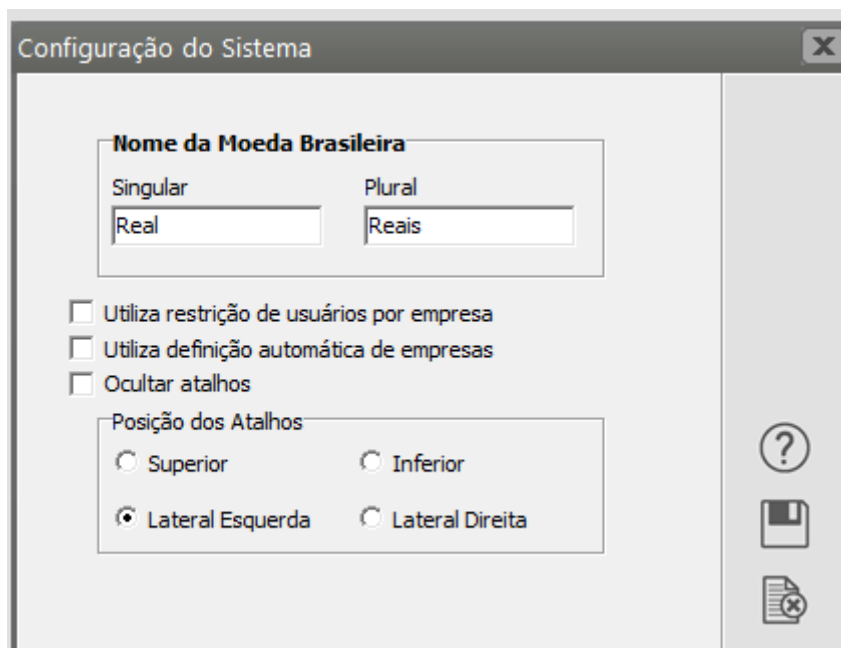 Configuração do Sistema
Nome da Moeda Brasileira
Singular Plural
Real Reais
Utiliza restrição de usuários por empresa
Utiliza definição automática de empresas
Ocultar atalhos
Posição dos Atalhos
Superior Inferior
Lateral Esquerda Lateral Direita